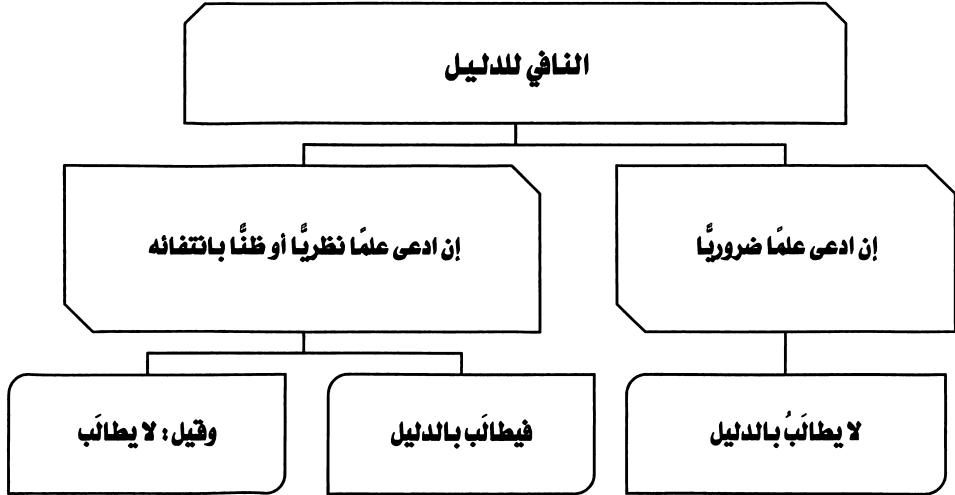 النافي للدليل
إن ادعى علمًا ضروريًّا
إن ادعى علمًا نظريًّا أو ظنًّا بانتفائه
لا يطالَبُ بالدليل
فيطالَب بالدليل
وقيل: لا يطالَب